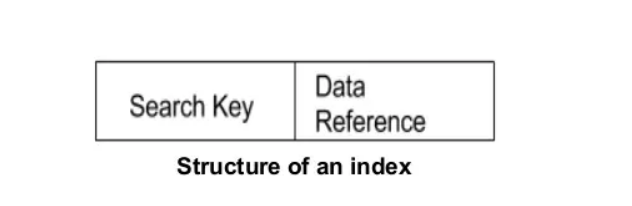 Search Key
Data
Reference
Structure of an index